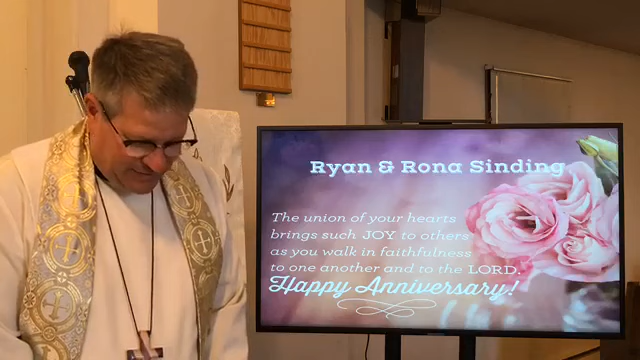 Ryan & Rona Sinding
The union of your hearts
brings such JOY to others
as you walk in faithfulness
to one another and to the LORD.
Happy Anniversary!